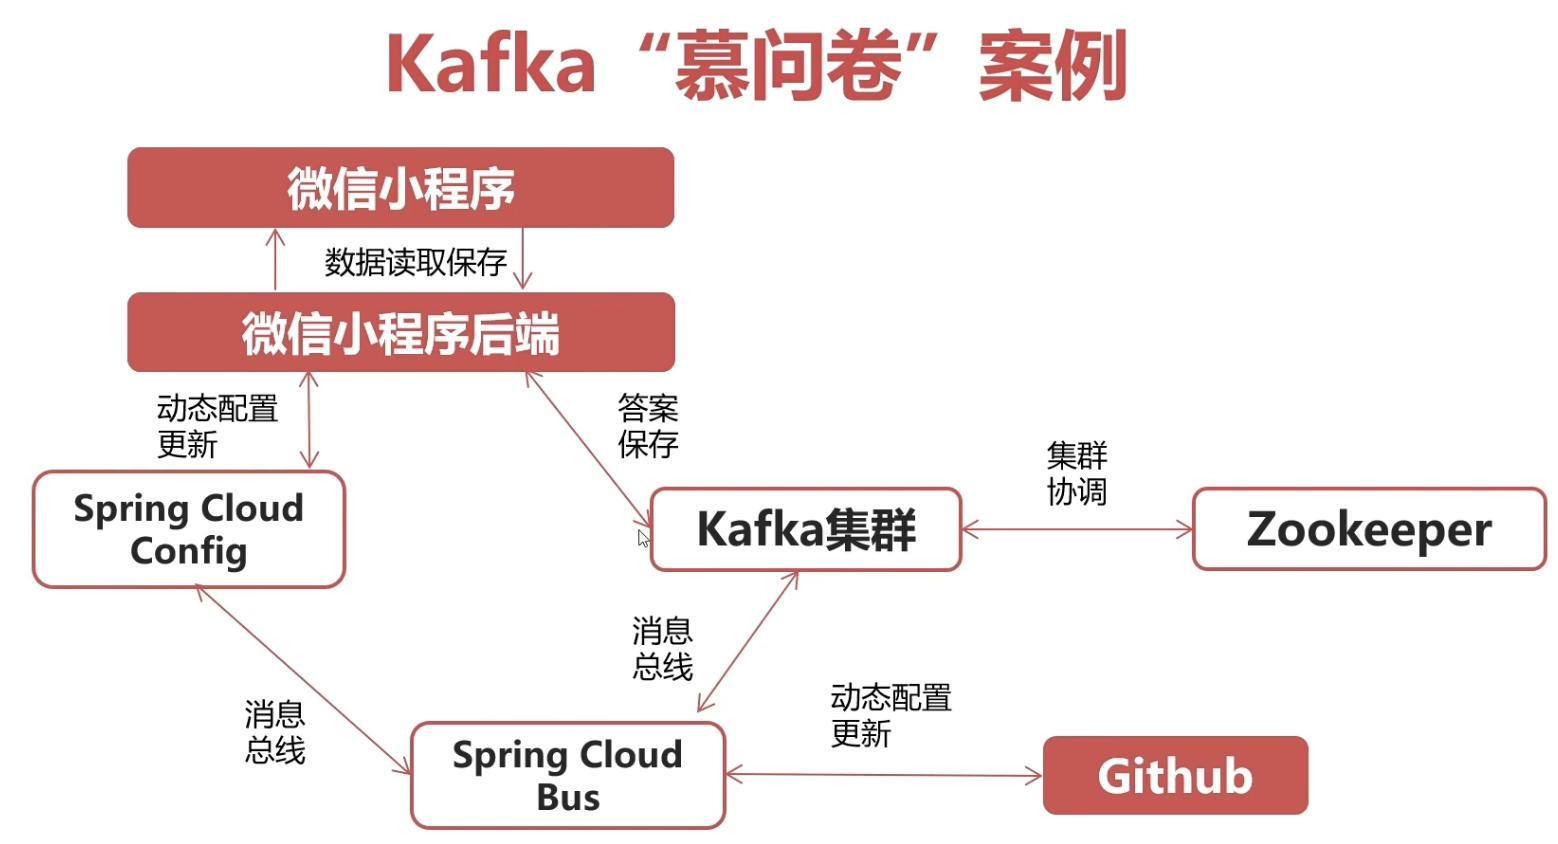 Kafka “慕问卷” 案例
微信小程序
数据读取保存
微信小程序后端
动态配置
更新
答案
保存
集群
协调
Spring Cloud
Config
Kafka集群
Zookeeper
消息
总线
消息
总线
动态配置
更新
Spring Cloud
Bus
Github